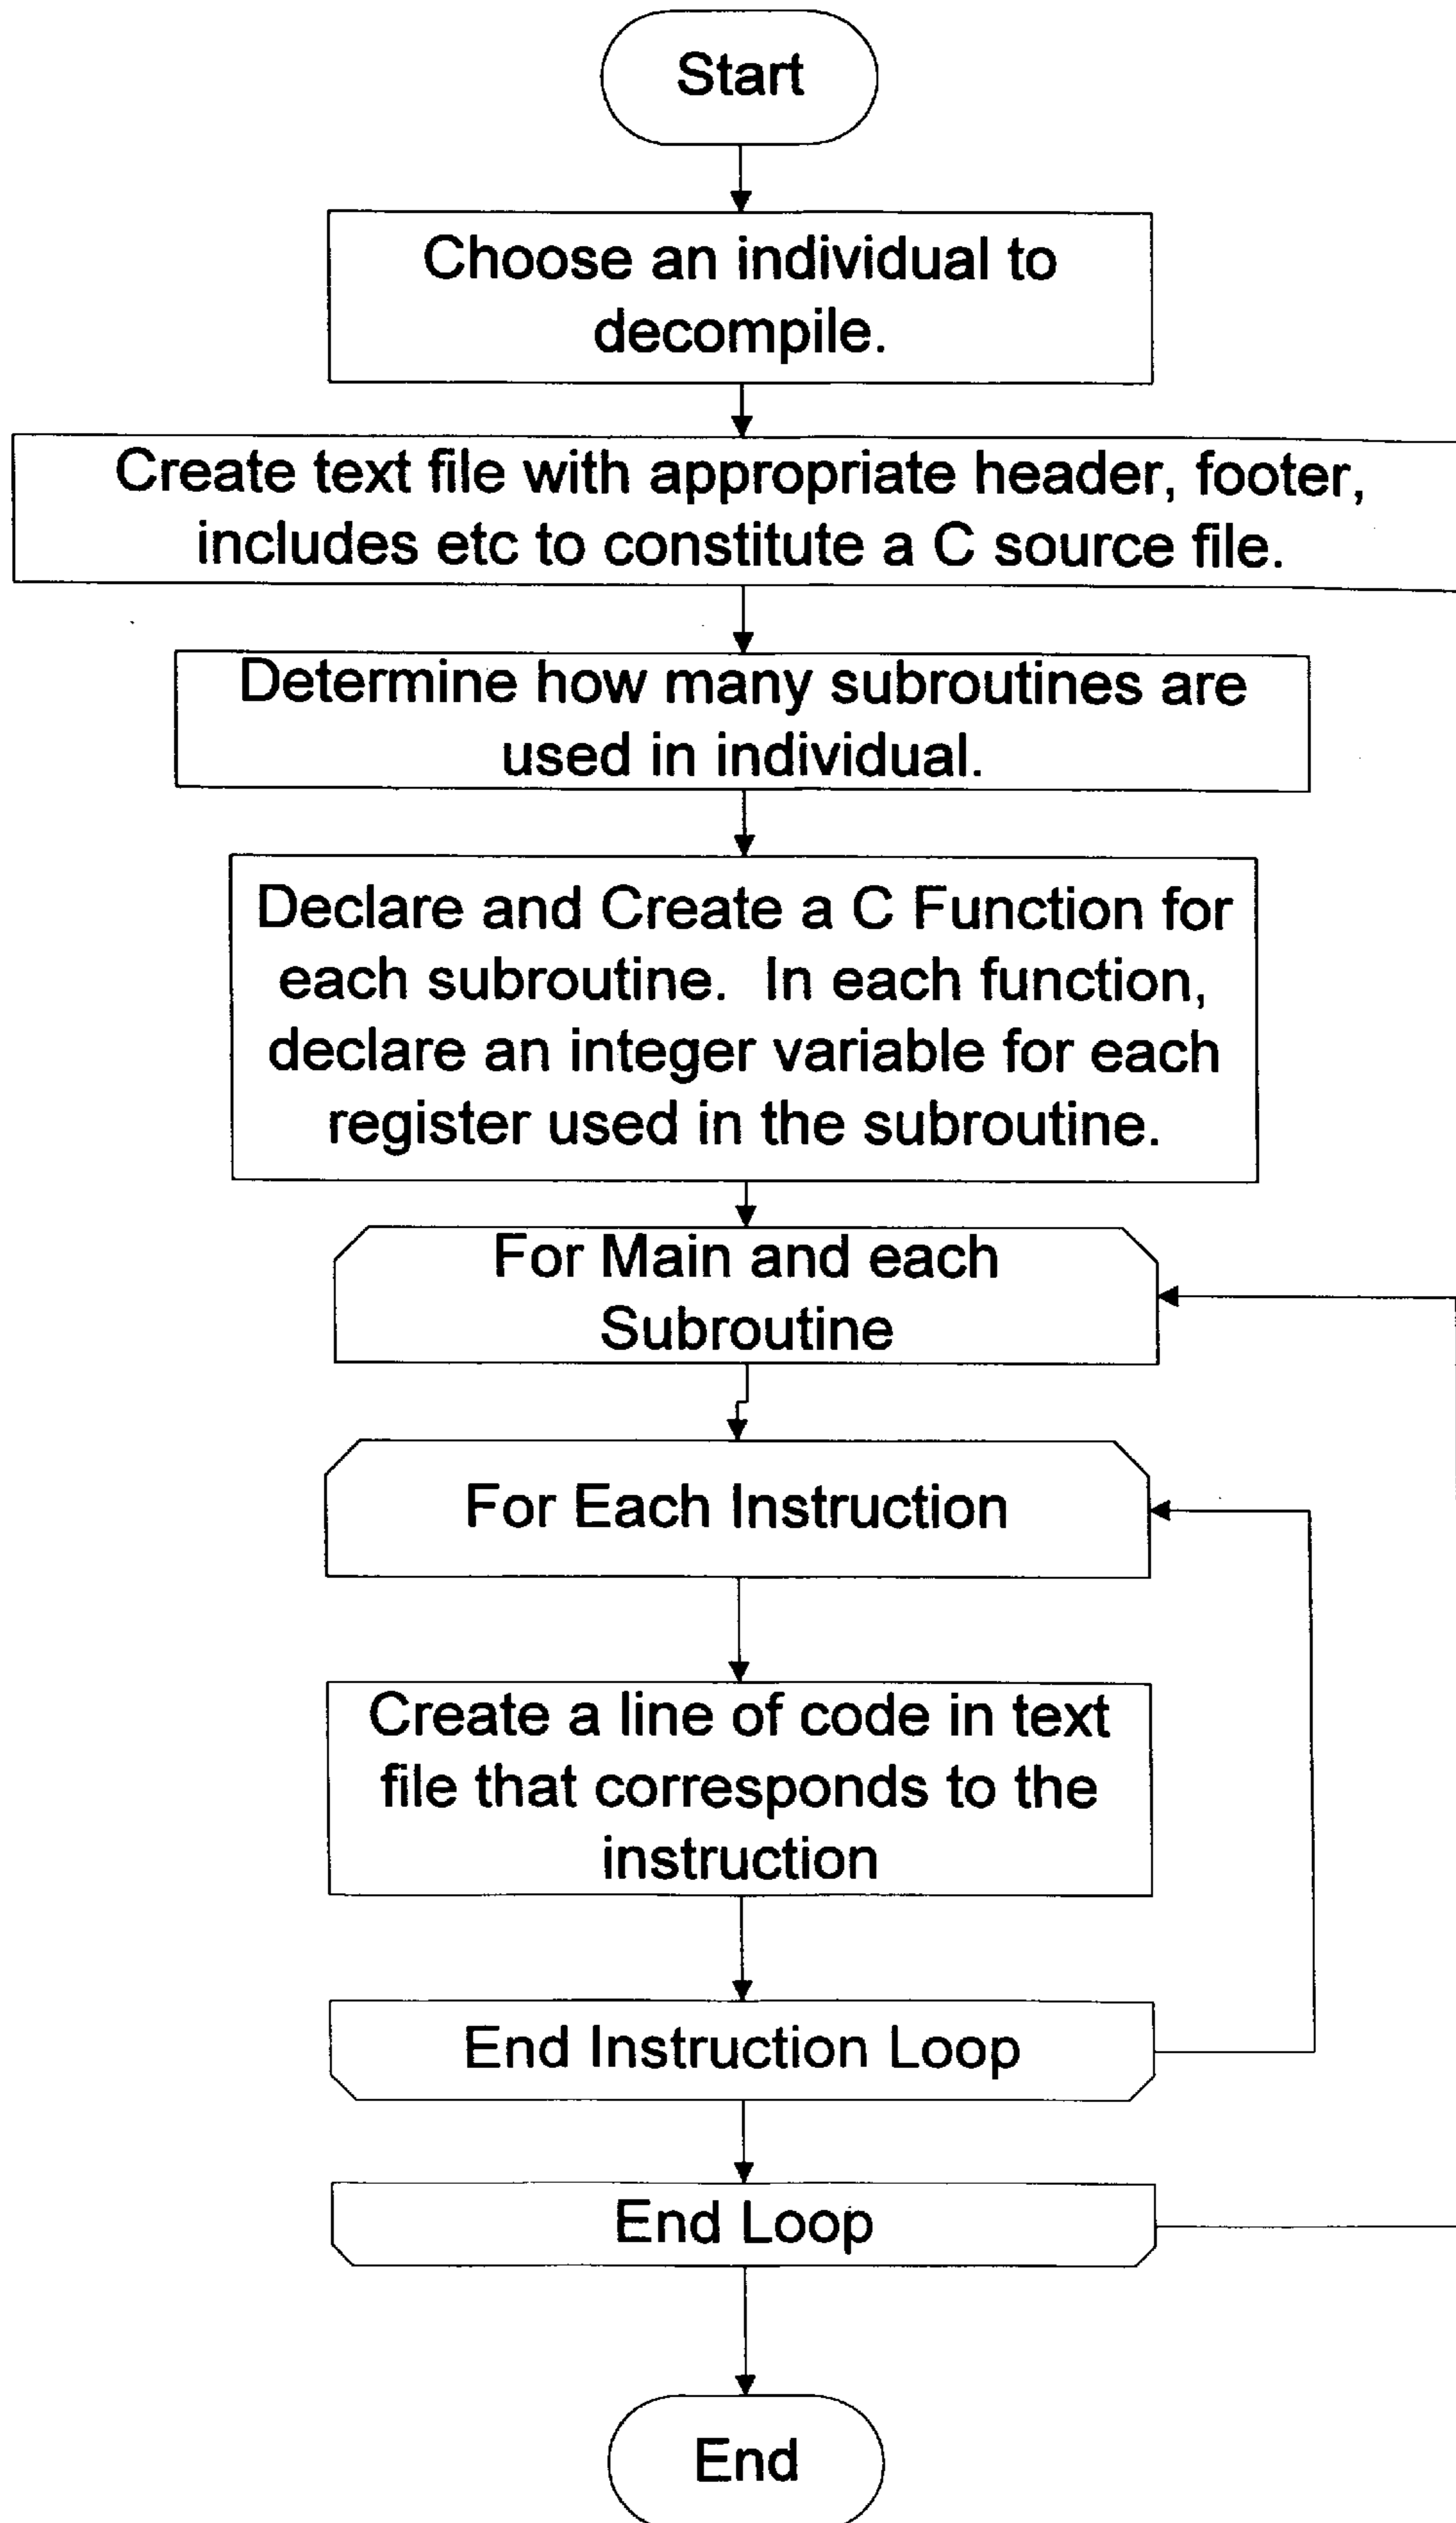 Start
Choose an individual to
decompile.
Create text file with appropriate header, footer,
includes etc to constitute a C source file.
Determine how many subroutines are
used in individual.
Declare and Create a C Function for
each subroutine.  In each function,
declare an integer variable for each
register used in the subroutine.
For Main and each
Subroutine
For Each Instruction
Create a line of code in text
file that corresponds to the
instruction
End Instruction Loop
End Loop
End